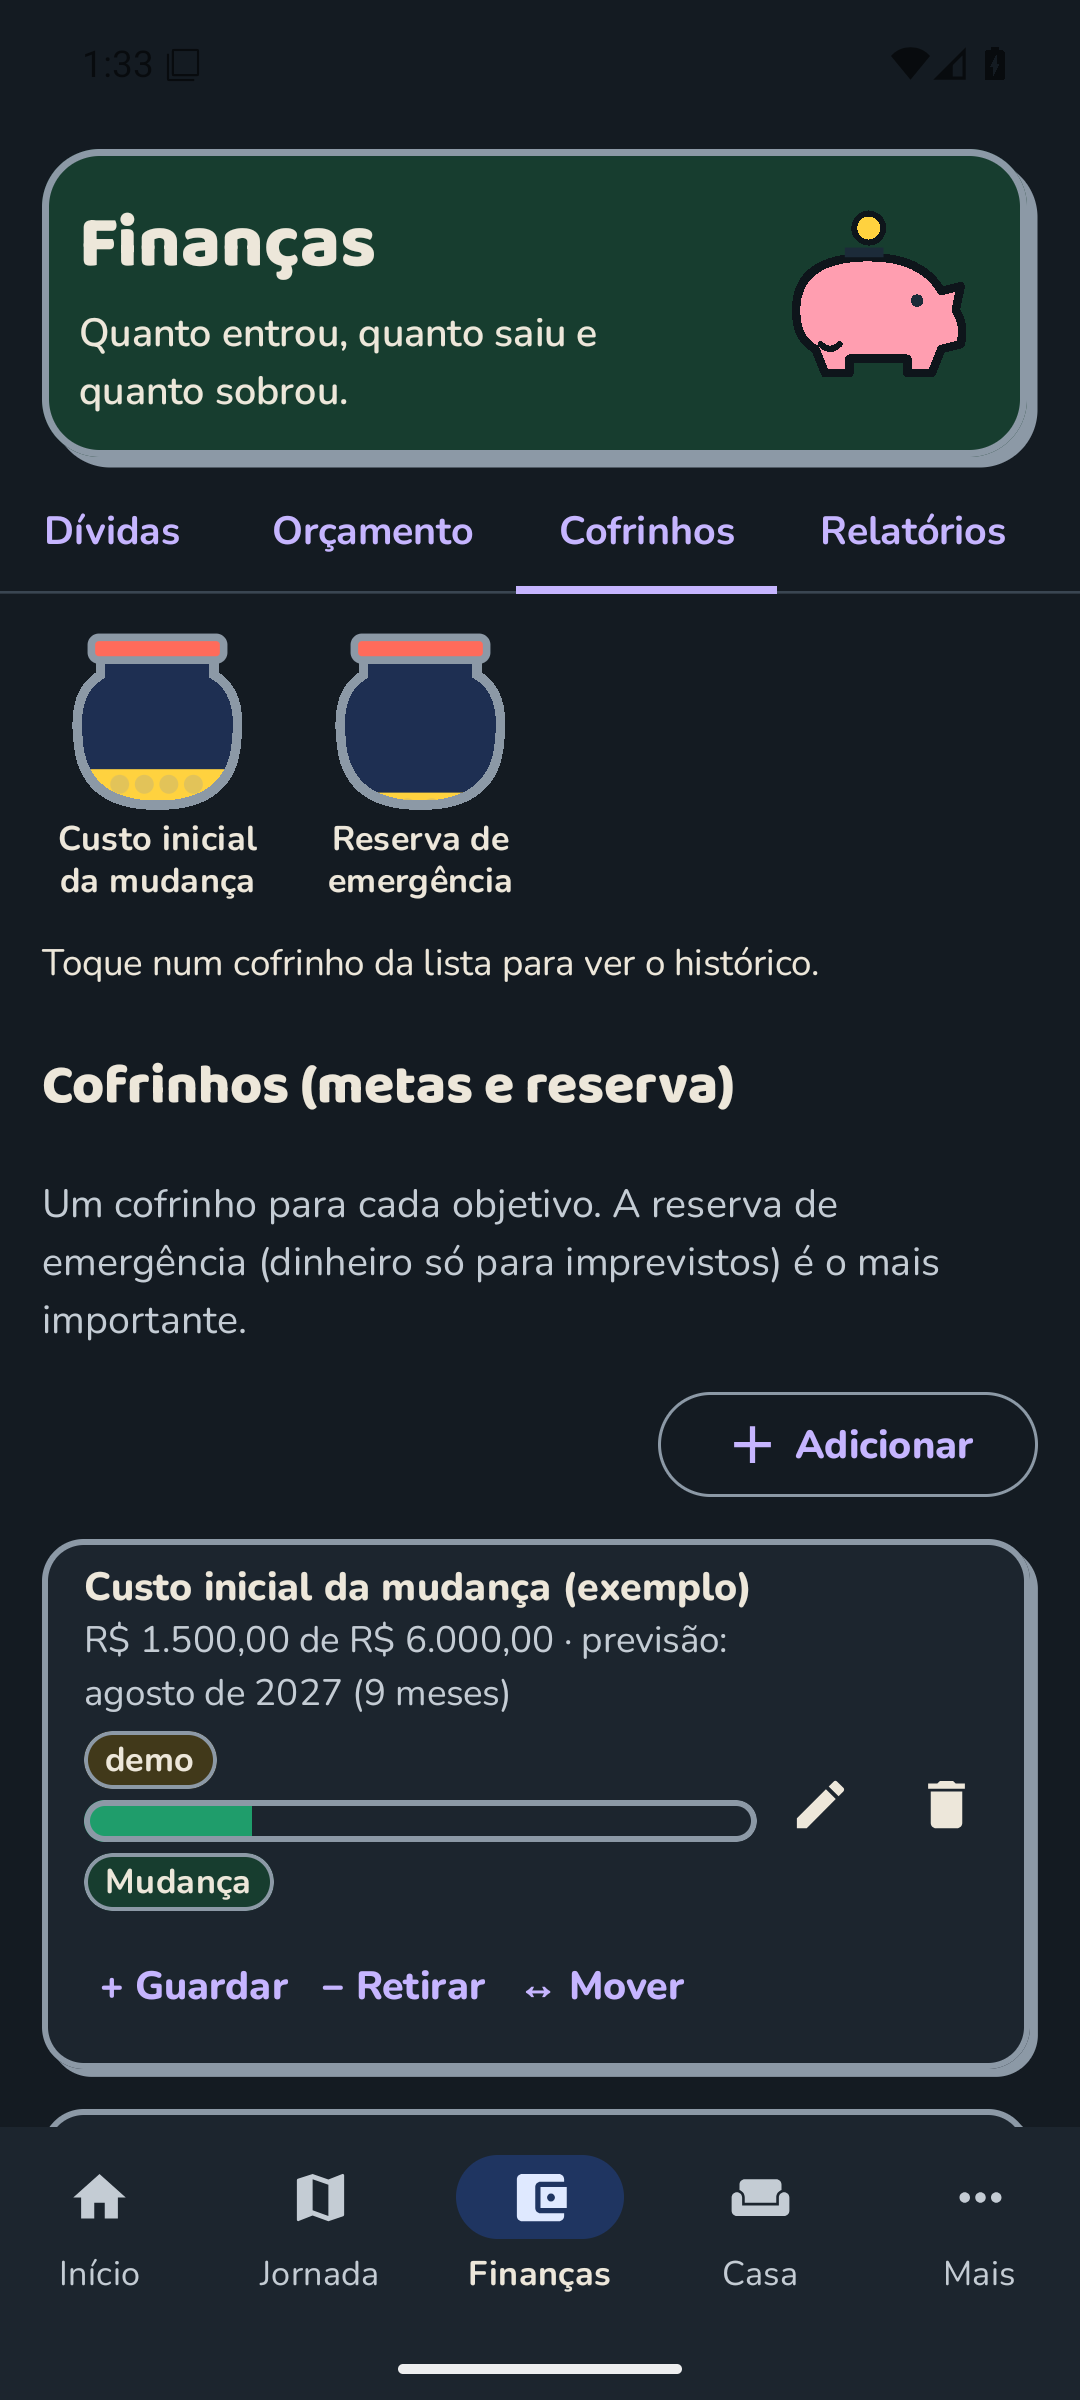 1:33
Finanças
Quanto entrou, quanto saiu e
quanto sobrou.
Dívidas
Orçamento
Cofrinhos
Relatórios
Custo inicial
da mudança
Reserva de
emergência
Toque num cofrinho da lista para ver o histórico.
Cofrinhos (metas e reserva)
Um cofrinho para cada objetivo. A reserva de
emergência (dinheiro só para imprevistos) é o mais
importante.
+ Adicionar
Custo inicial da mudança (exemplo)
R$ 1.500,00 de R$ 6.000,00 · previsão:
agosto de 2027 (9 meses)
demo
Mudança
+ Guardar
− Retirar
↔ Mover
Início
Jornada
Finanças
Casa
Mais